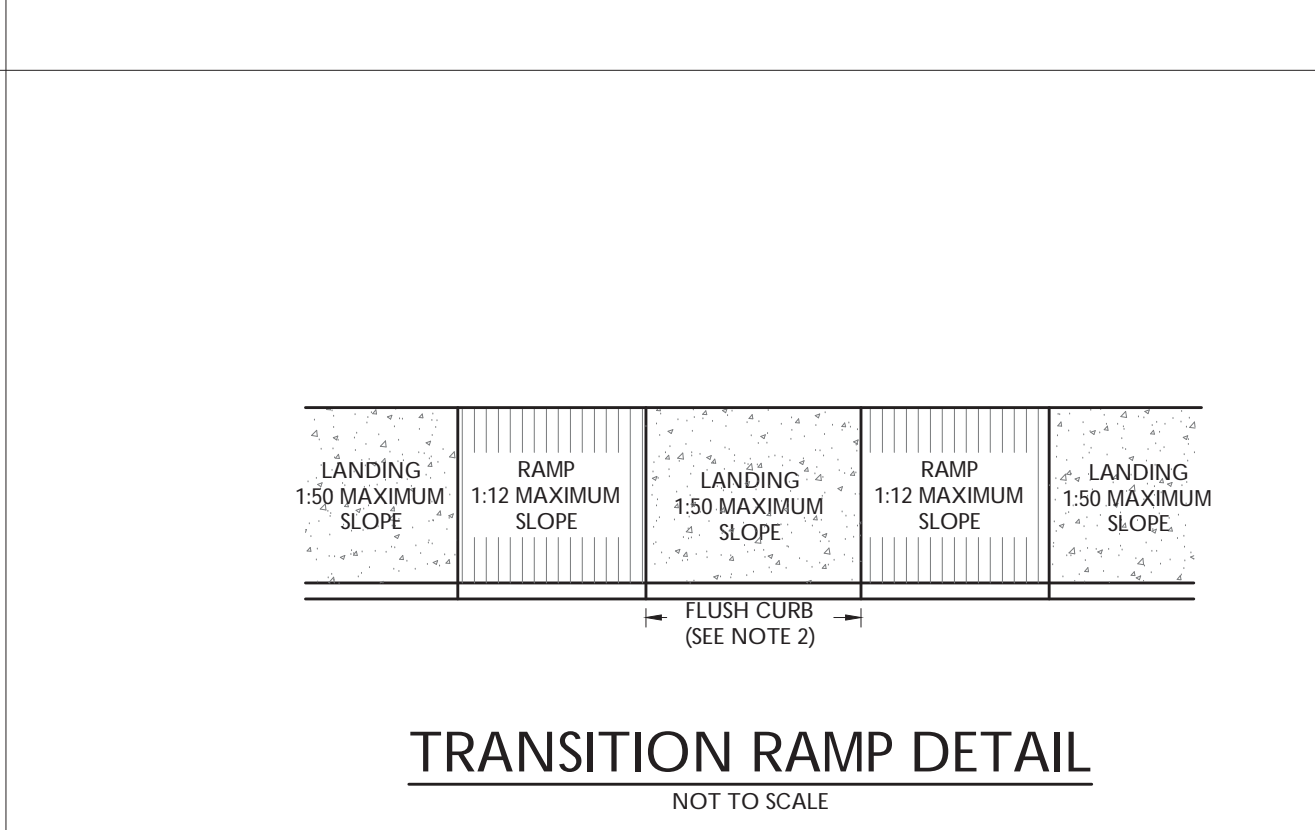 LANDING
1:50 MAXIMUM
SLOPE
RAMP
1:12 MAXIMUM
SLOPE
LANDING
1:50 MAXIMUM
SLOPE
RAMP
1:12 MAXIMUM
SLOPE
LANDING
1:50 MAXIMUM
SLOPE
FLUSH CURB
(SEE NOTE 2)
TRANSITION RAMP DETAIL
NOT TO SCALE